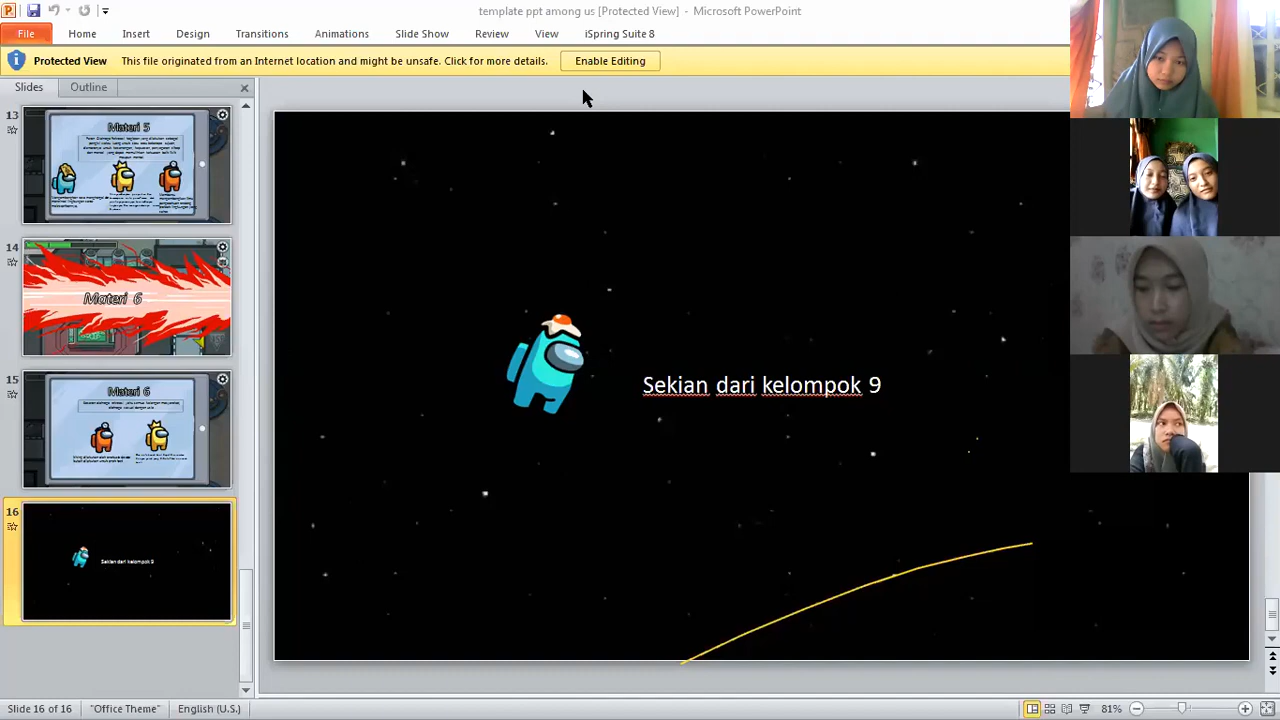 template ppt among us [Protected View] - Microsoft PowerPoint
File Home Insert Design Transitions Animations Slide Show Review View iSpring Suite 8
Protected View This file originated from an Internet location and might be unsafe. Click for more details. Enable Editing
Slides Outline
13
Materi 5
14
Materi 6
15
Materi 6
16
Sekian dari kelompok 9
Sekian dari kelompok 9
Slide 16 of 16 "Office Theme" English (U.S.) 81%